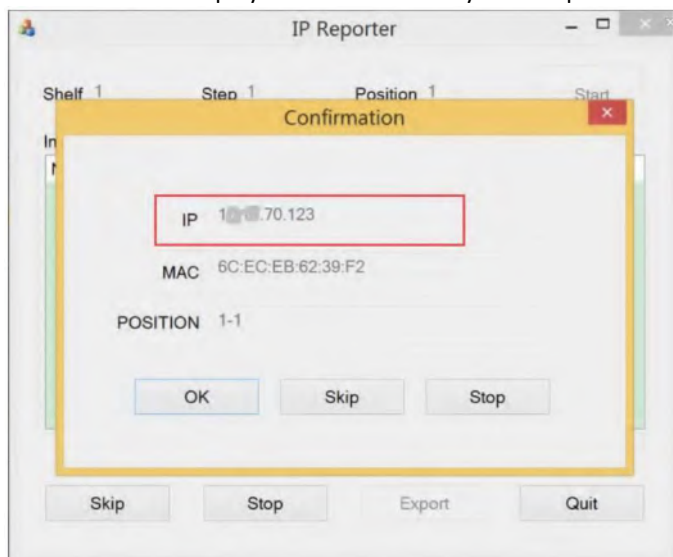 IP Reporter
Shelf 1 Step 1 Position 1 Start
Confirmation
IP .70.123
MAC 6C:EC:EB:62:39:F2
POSITION 1-1
OK Skip Stop
Skip Stop Export Quit